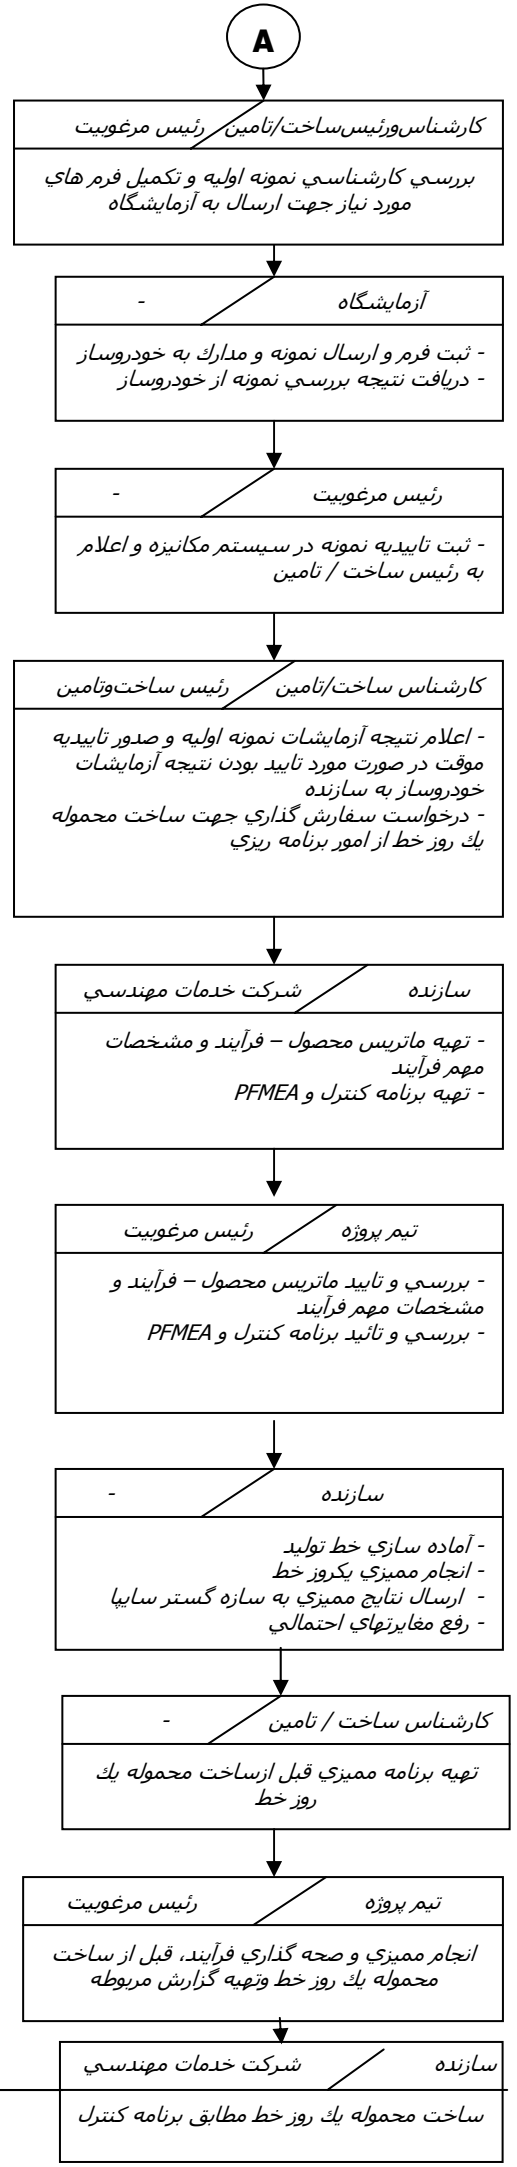 A
كارشناس‌ورئيس‌ساخت/تامين رئيس مرغوبيت
بررسي كارشناسي نمونه اوليه و تكميل فرم هاي
مورد نياز جهت ارسال به آزمايشگاه
آزمايشگاه -
- ثبت فرم و ارسال نمونه و مدارك به خودروساز
- دريافت نتيجه بررسي نمونه از خودروساز
رئيس مرغوبيت -
- ثبت تاييديه نمونه در سيستم مكانيزه و اعلام
به رئيس ساخت / تامين
كارشناس ساخت/تامين رئيس ساخت‌وتامين
- اعلام نتيجه آزمايشات نمونه اوليه و صدور تاييديه
موقت در صورت مورد تاييد بودن نتيجه آزمايشات
خودروساز به سازنده
- درخواست سفارش گذاري جهت ساخت محموله
يك روز خط از امور برنامه ريزي
سازنده شركت خدمات مهندسي
- تهيه ماتريس محصول – فرآيند و مشخصات
مهم فرآيند
- تهيه برنامه كنترل و PFMEA
تيم پروژه رئيس مرغوبيت
- بررسي و تاييد ماتريس محصول – فرآيند و
مشخصات مهم فرآيند
- بررسي و تائيد برنامه كنترل و PFMEA
سازنده -
- آماده سازي خط توليد
- انجام مميزي يكروز خط
- ارسال نتايج مميزي به سازه گستر سايپا
- رفع مغايرتهاي احتمالي
كارشناس ساخت / تامين -
تهيه برنامه مميزي قبل ازساخت محموله يك
روز خط
تيم پروژه رئيس مرغوبيت
انجام مميزي و صحه گذاري فرآيند، قبل از ساخت
محموله يك روز خط وتهيه گزارش مربوطه
سازنده شركت خدمات مهندسي
ساخت محموله يك روز خط مطابق برنامه كنترل